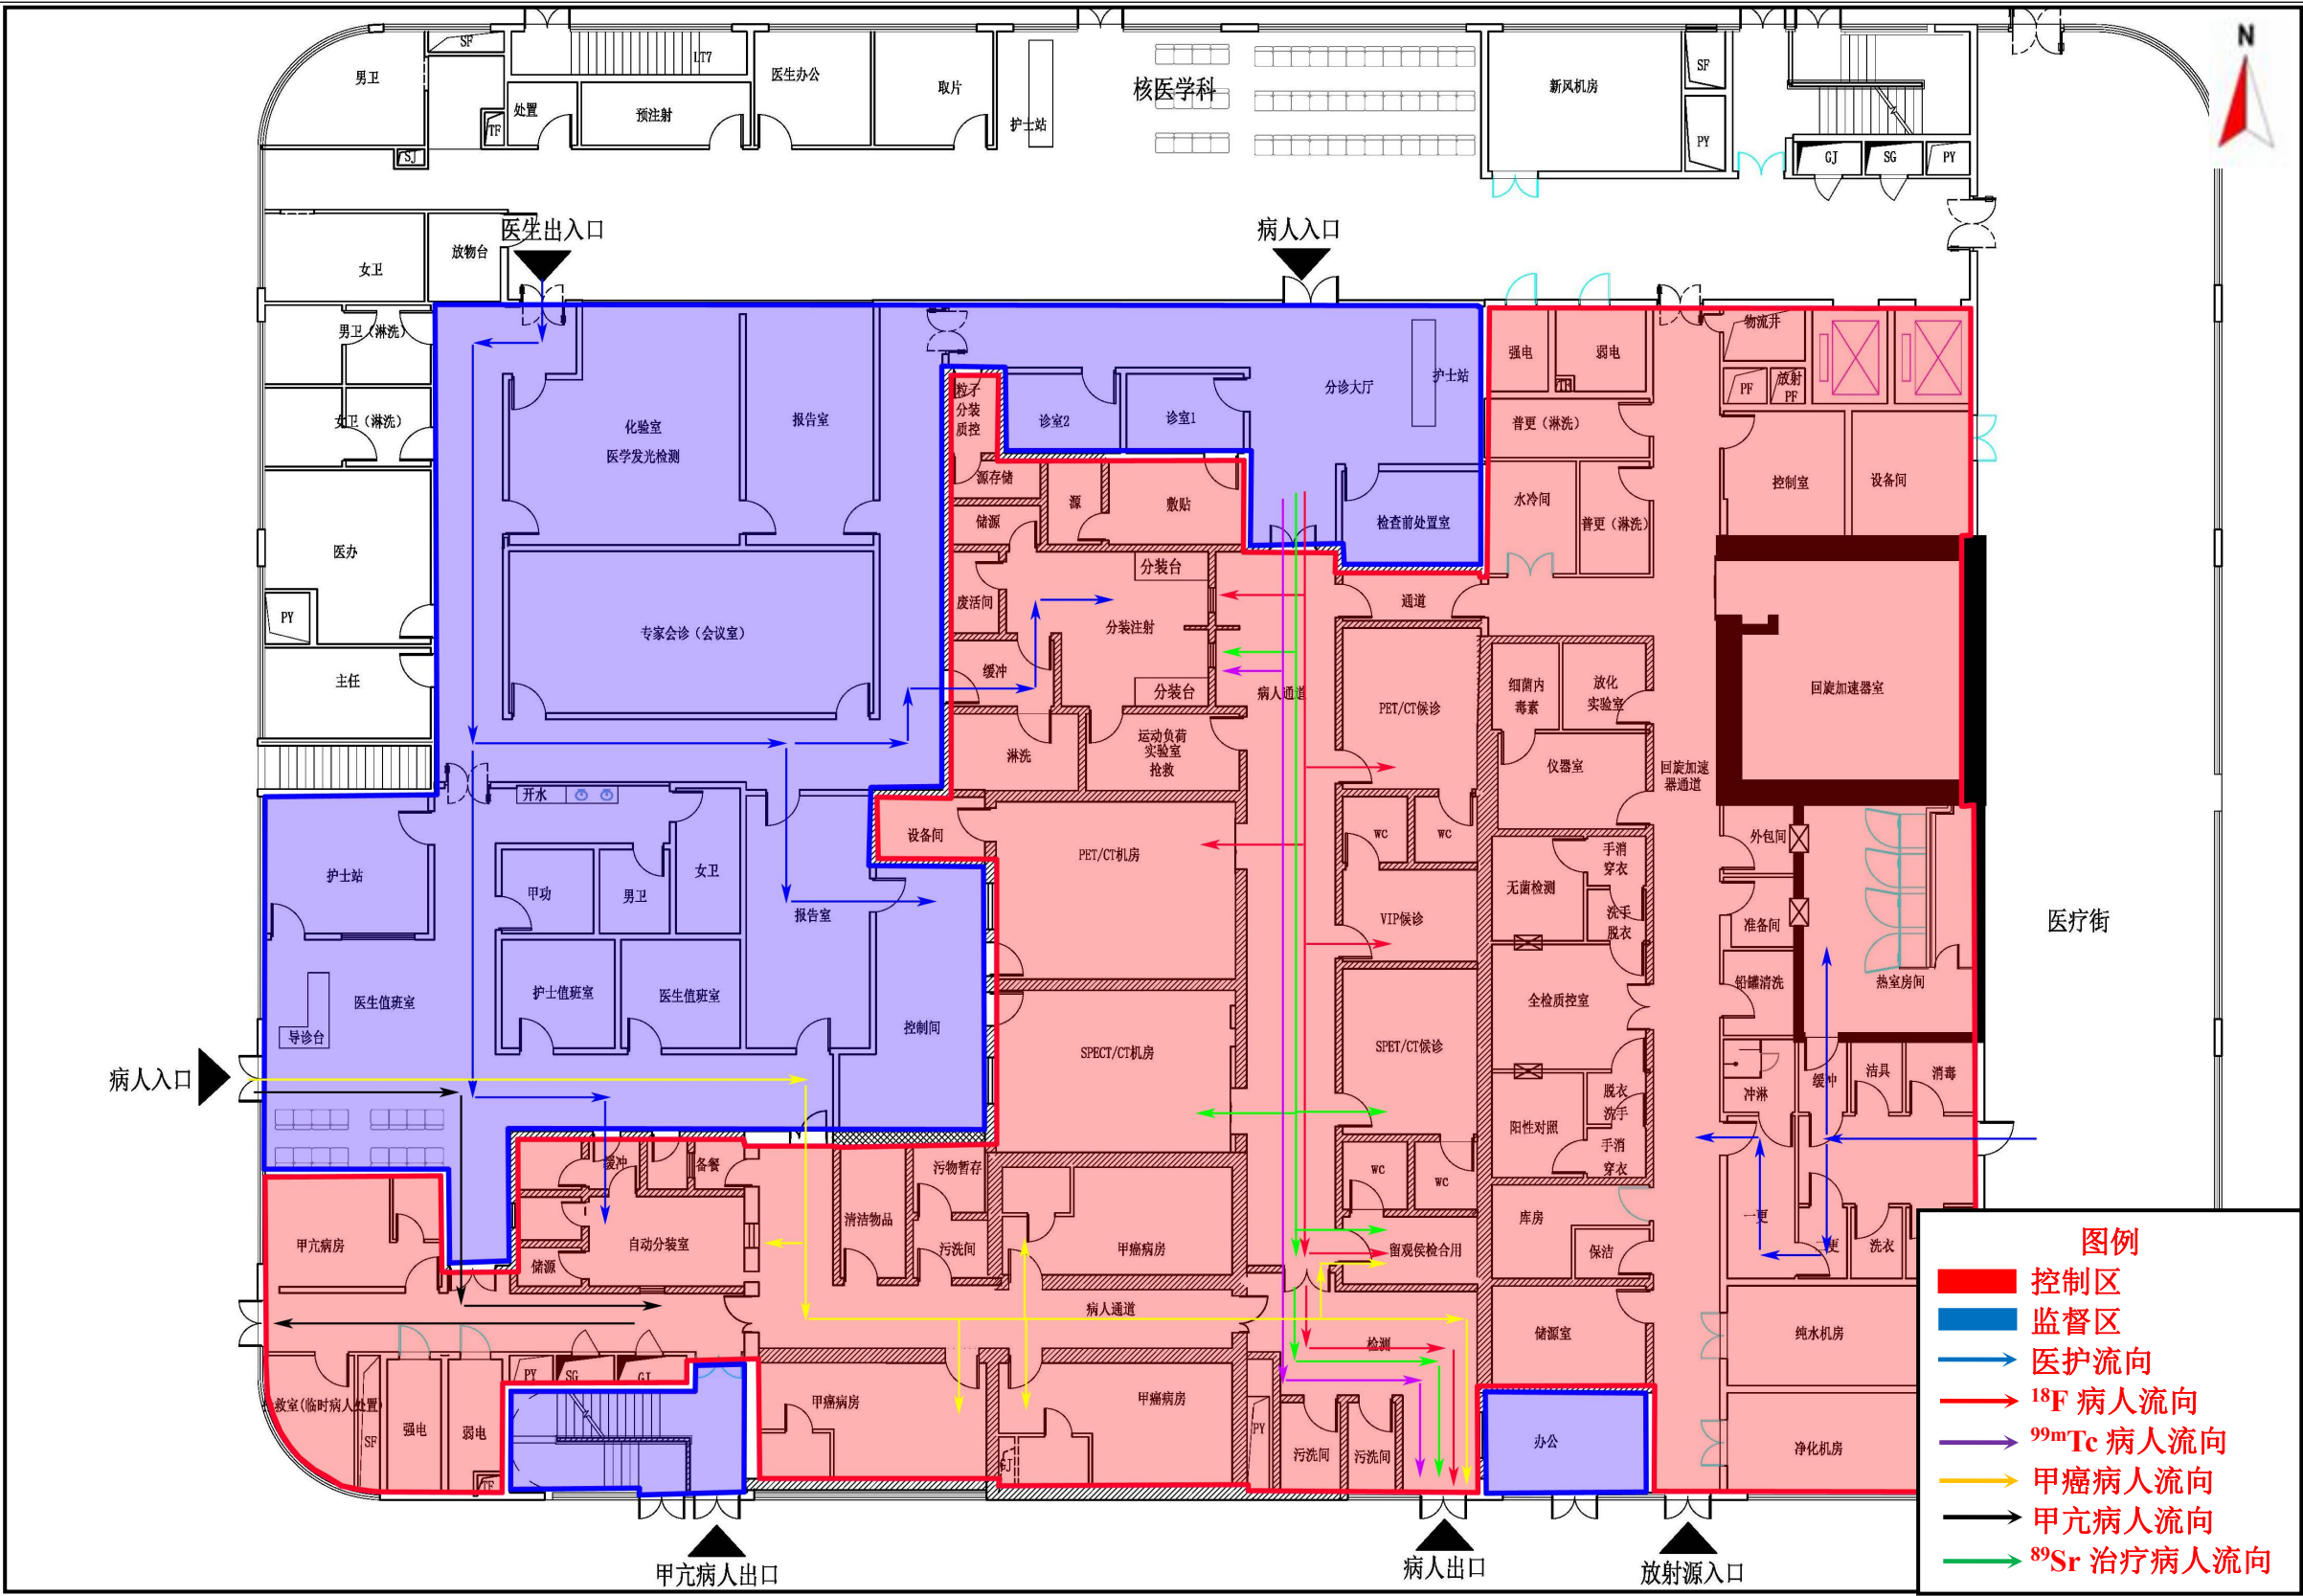 N
SF
LT7
男卫
医生办公
取片
核医学科
新风机房
SF
处置
预注射
护士站
TF
SJ
PY
GJ
SG
PY
医生出入口
病人入口
放物台
女卫
男卫（淋洗）
物流井
强电
弱电
分诊大厅
护士站
粒子
分装
质控
PF
放射
PF
女卫（淋洗）
化验室
医学发光检测
报告室
诊室2
诊室1
普更（淋洗）
源存储
控制室
设备间
水冷间
源
敷贴
储源
检查前处置室
普更（淋洗）
医办
分装台
废活间
通道
PY
分装注射
专家会诊（会议室）
缓冲
主任
分装台
病人通道
PET/CT候诊
细菌内
毒素
放化
实验室
回旋加速器室
淋洗
运动负荷
实验室
抢救
仪器室
回旋加速
器通道
开水
设备间
PET/CT机房
WC
WC
外包间
手消
穿衣
护士站
甲功
男卫
女卫
无菌检测
报告室
VIP候诊
洗手
脱衣
准备间
医疗街
护士值班室
医生值班室
医生值班室
全检质控室
铅罐清洗
热室房间
导诊台
控制间
SPECT/CT机房
SPET/CT候诊
病人入口
缓冲
洁具
消毒
冲淋
脱衣
洗手
阳性对照
手消
穿衣
缓冲
备餐
污物暂存
WC
WC
甲亢病房
自动分装室
清洁物品
污洗间
甲癌病房
留观侯检合用
库房
保洁
一更
二更
洗衣
储源
病人通道
检测
储源室
纯水机房
PY
SG
GJ
救室(临时病人处置)
SF
强电
弱电
TF
甲癌病房
甲癌病房
GJ
PY
污洗间
污洗间
办公
净化机房
甲亢病人出口
病人出口
放射源入口
图例
控制区
监督区
医护流向
18F 病人流向
99mTc 病人流向
甲癌病人流向
甲亢病人流向
89Sr 治疗病人流向